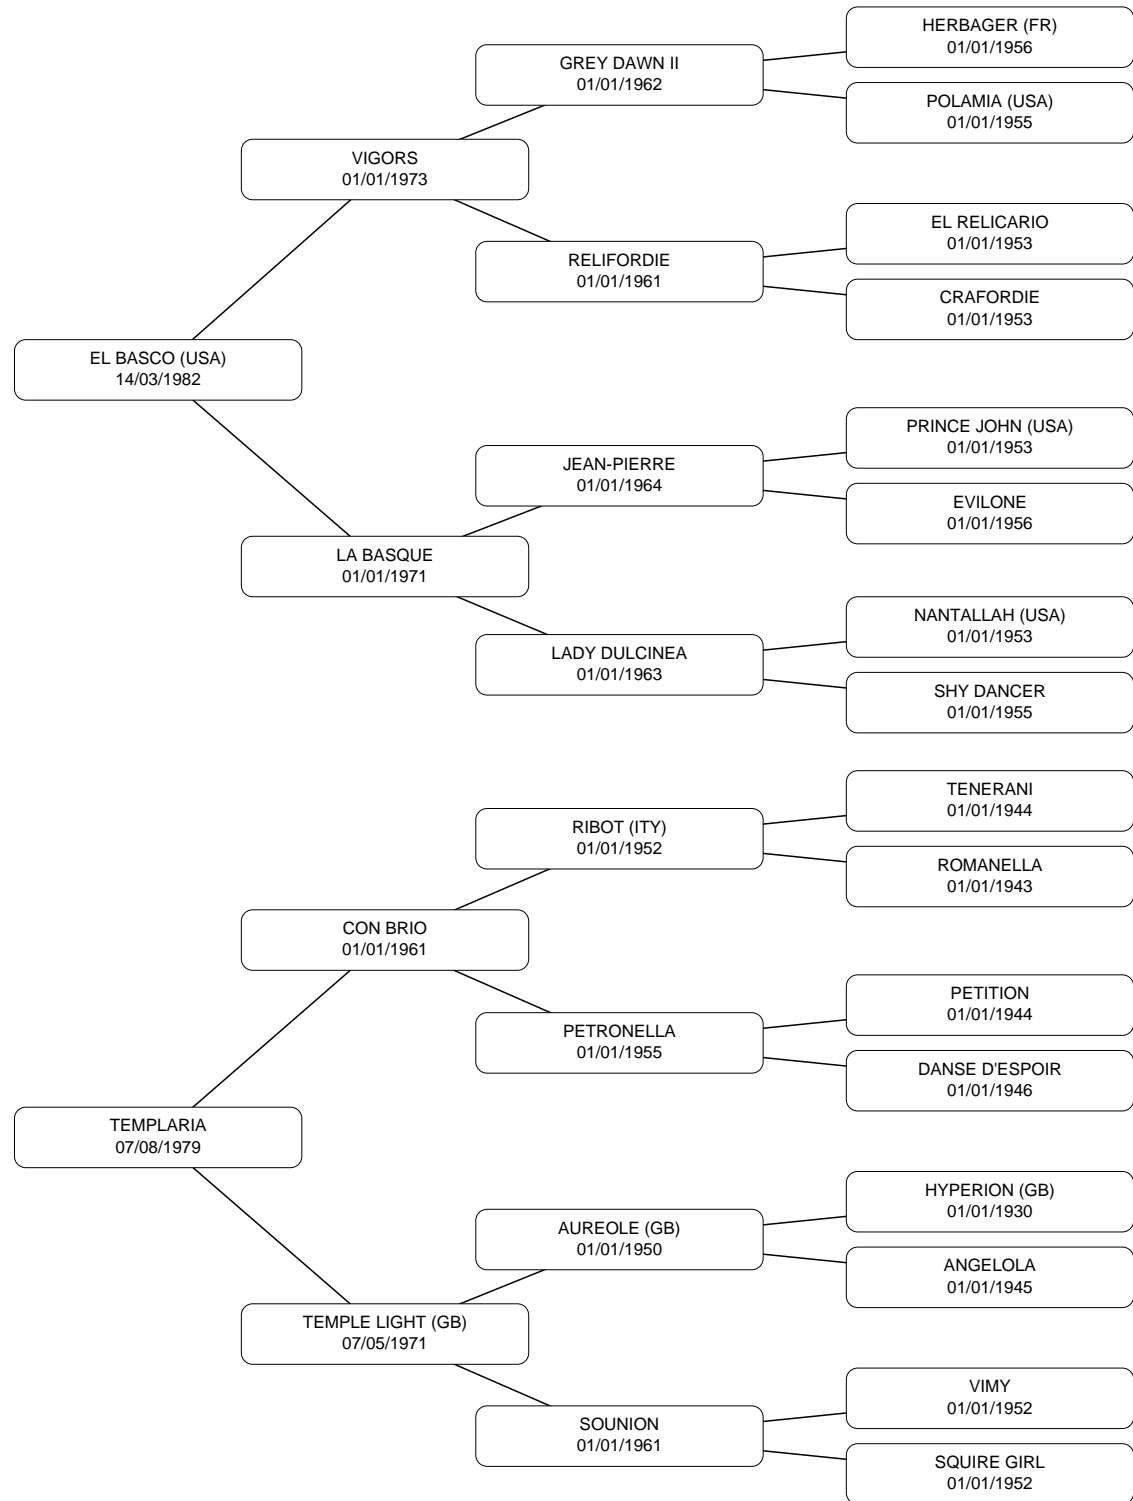 HERBAGER (FR)
01/01/1956
GREY DAWN II
01/01/1962
POLAMIA (USA)
01/01/1955
VIGORS
01/01/1973
EL RELICARIO
01/01/1953
RELIFORDIE
01/01/1961
CRAFORDIE
01/01/1953
EL BASCO (USA)
14/03/1982
PRINCE JOHN (USA)
01/01/1953
JEAN-PIERRE
01/01/1964
EVILONE
01/01/1956
LA BASQUE
01/01/1971
NANTALLAH (USA)
01/01/1953
LADY DULCINEA
01/01/1963
SHY DANCER
01/01/1955
TENERANI
01/01/1944
RIBOT (ITY)
01/01/1952
ROMANELLA
01/01/1943
CON BRIO
01/01/1961
PETITION
01/01/1944
PETRONELLA
01/01/1955
DANSE D'ESPOIR
01/01/1946
TEMPLARIA
07/08/1979
HYPERION (GB)
01/01/1930
AUREOLE (GB)
01/01/1950
ANGELOLA
01/01/1945
TEMPLE LIGHT (GB)
07/05/1971
VIMY
01/01/1952
SOUNION
01/01/1961
SQUIRE GIRL
01/01/1952